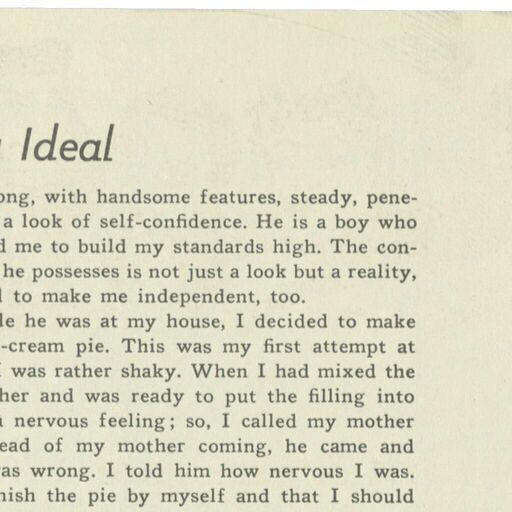 Ideal
ong, with handsome features, steady, pene-
a look of self-confidence. He is a boy who
d me to build my standards high. The con-
he possesses is not just a look but a reality,
to make me independent, too.
le he was at my house, I decided to make
-cream pie. This was my first attempt at
I was rather shaky. When I had mixed the
her and was ready to put the filling into
nervous feeling; so, I called my mother
ead of my mother coming, he came and
as wrong. I told him how nervous I was.
nish the pie by myself and that I should